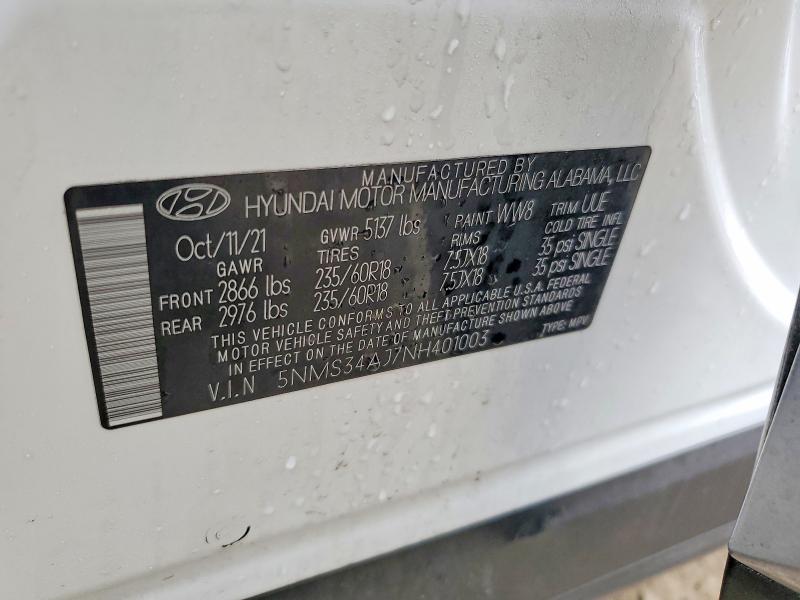 MANUFACTURED BY
HYUNDAI MOTOR MANUFACTURING ALABAMA, LLC
Oct/11/21 GVWR 5137 lbs PAINT WW8 TRIM UUE
GAWR TIRES RIMS COLD TIRE INFL
FRONT 2866 lbs 235/60R18 7.5JX18 35 psi SINGLE
REAR 2976 lbs 235/60R18 7.5JX18 35 psi SINGLE
THIS VEHICLE CONFORMS TO ALL APPLICABLE U.S.A. FEDERAL
MOTOR VEHICLE SAFETY AND THEFT PREVENTION STANDARDS
IN EFFECT ON THE DATE OF MANUFACTURE SHOWN ABOVE
V.I.N 5NMS34AJ7NH401003 TYPE: MPV